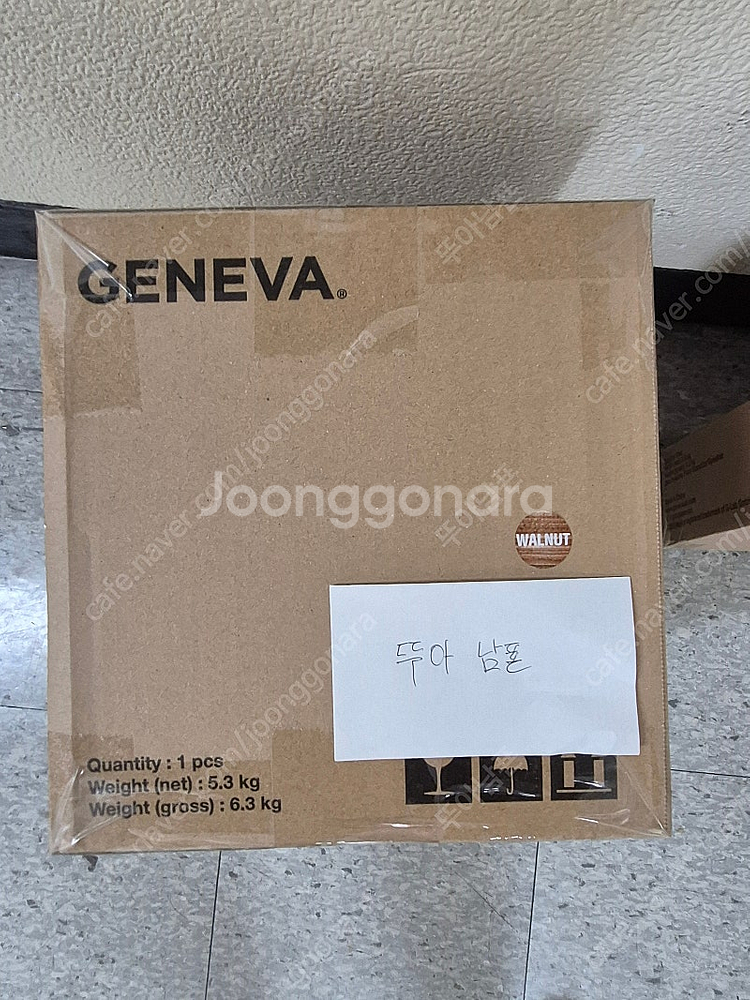 GENEVA®
Joonggonara
WALNUT
뚜아 남푠
Quantity : 1 pcs
Weight (net) : 5.3 kg
Weight (gross) : 6.3 kg
cafe.naver.com/joonggonara